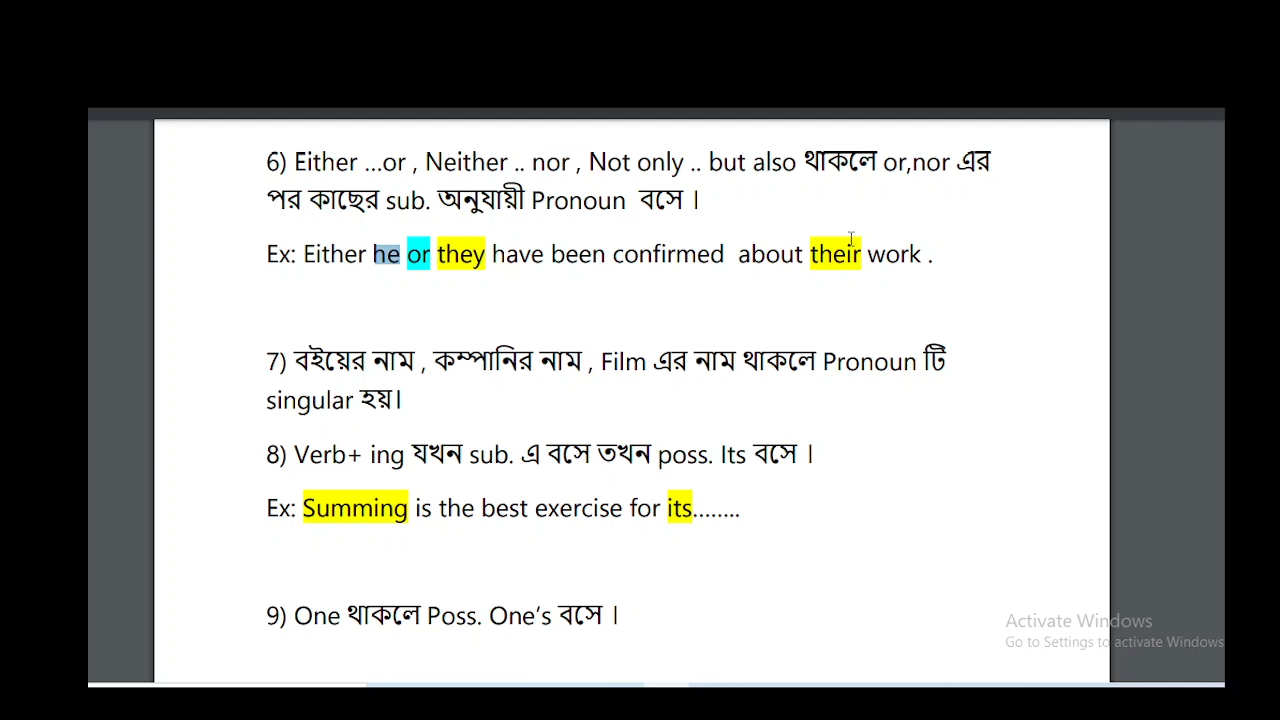 6) Either ...or , Neither .. nor , Not only .. but also থাকলে or,nor এর
পর কাছের sub. অনুযায়ী Pronoun বসে ।
Ex: Either he or they have been confirmed about their work .
7) বইয়ের নাম , কম্পানির নাম , Film এর নাম থাকলে Pronoun টি
singular হয়।
8) Verb+ ing যখন sub. এ বসে তখন poss. Its বসে ।
Ex: Summing is the best exercise for its........
9) One থাকলে Poss. One’s বসে ।
Activate Windows
Go to Settings to activate Windows